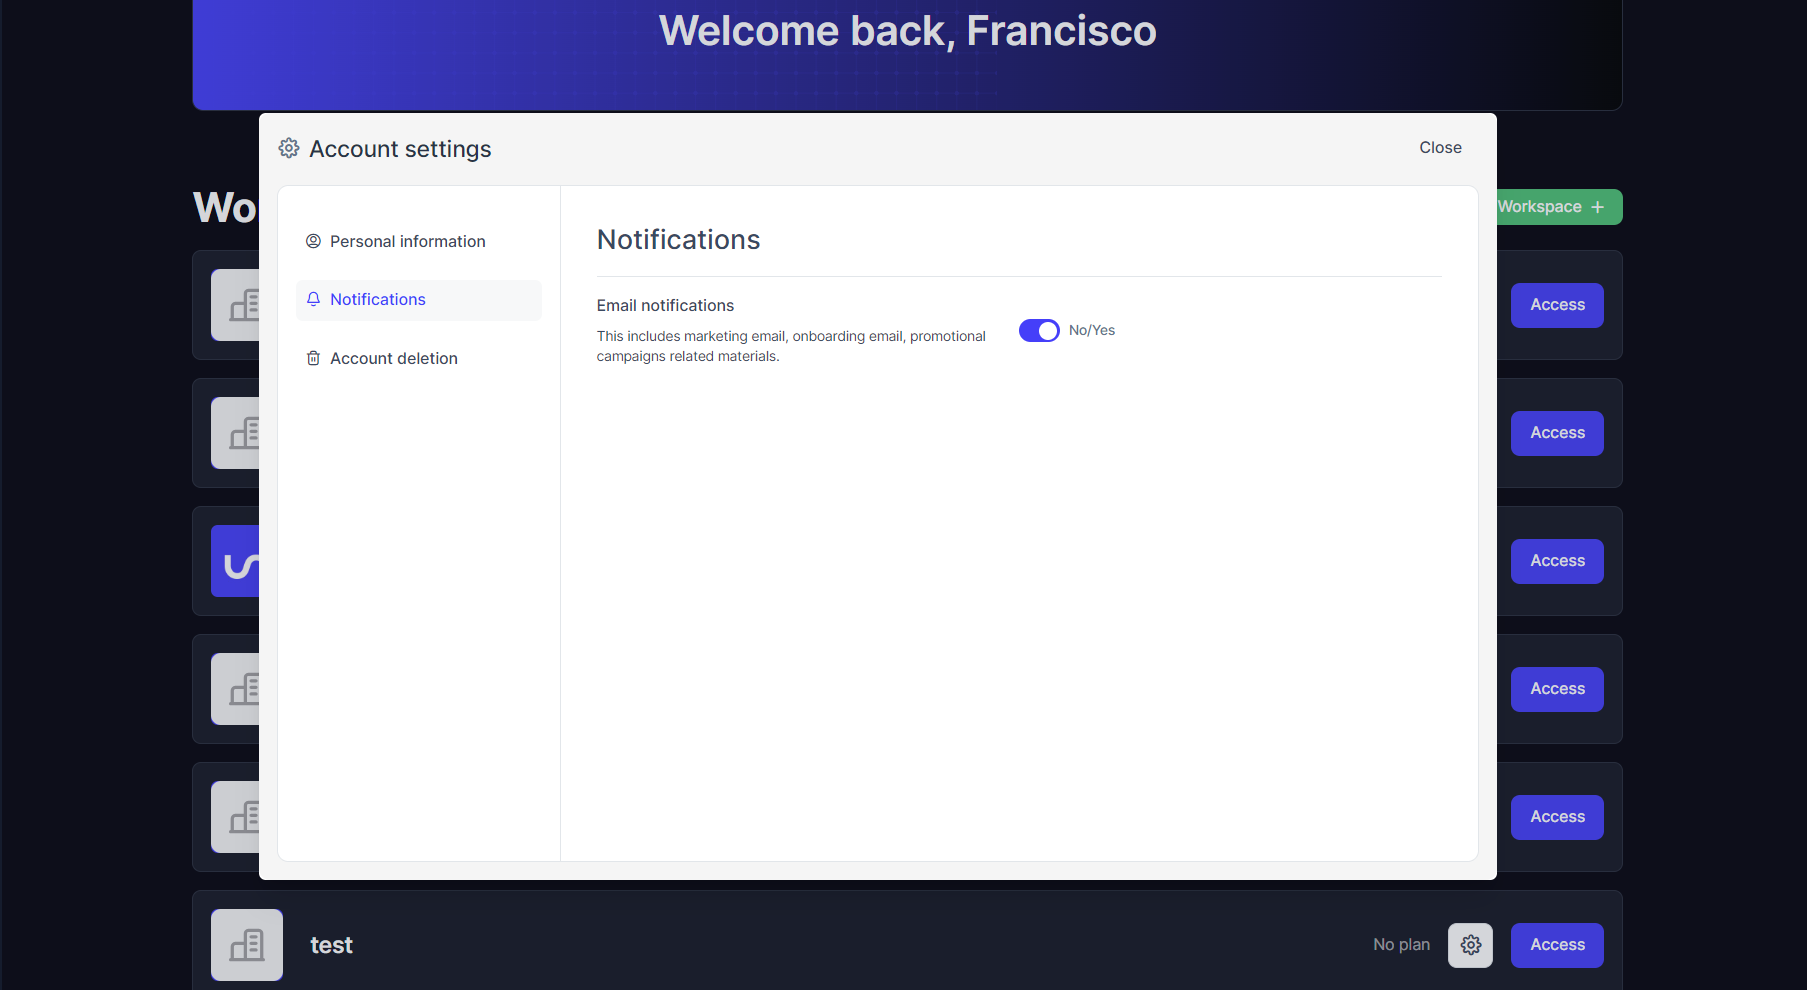 Welcome back, Francisco
Account settings
Close
Wo
Workspace +
Personal information
Notifications
Account deletion
Notifications
Email notifications
This includes marketing email, onboarding email, promotional
campaigns related materials.
No/Yes
Access
Access
Access
Access
Access
test
No plan
Access